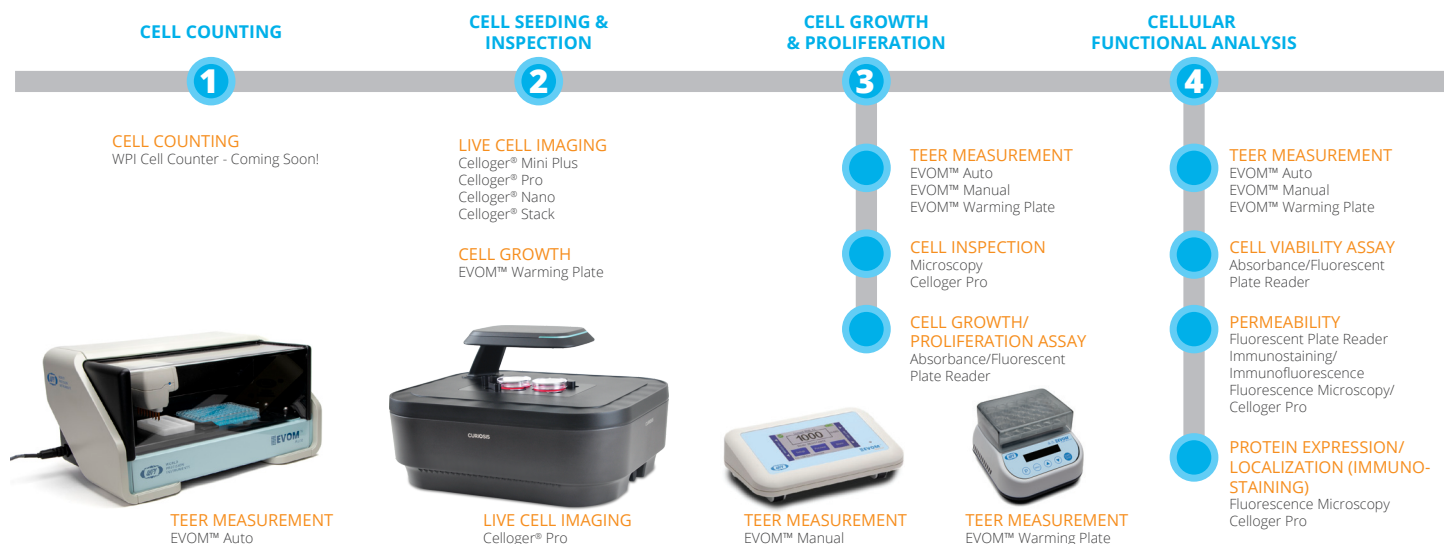 CELL COUNTING
1
CELL COUNTING
WPI Cell Counter - Coming Soon!
CELL SEEDING &
INSPECTION
2
LIVE CELL IMAGING
Celloger® Mini Plus
Celloger® Pro
Celloger® Nano
Celloger® Stack
CELL GROWTH
EVOM™ Warming Plate
CELL GROWTH
& PROLIFERATION
3
TEER MEASUREMENT
EVOM™ Auto
EVOM™ Manual
EVOM™ Warming Plate
CELL INSPECTION
Microscopy
Celloger Pro
CELL GROWTH/
PROLIFERATION ASSAY
Absorbance/Fluorescent
Plate Reader
CELLULAR
FUNCTIONAL ANALYSIS
4
TEER MEASUREMENT
EVOM™ Auto
EVOM™ Manual
EVOM™ Warming Plate
CELL VIABILITY ASSAY
Absorbance/Fluorescent
Plate Reader
PERMEABILITY
Fluorescent Plate Reader
Immunostaining/
Immunofluorescence
Fluorescence Microscopy/
Celloger Pro
PROTEIN EXPRESSION/
LOCALIZATION (IMMUNO-
STAINING)
Fluorescence Microscopy
Celloger Pro
WPI
EVOM
TEER MEASUREMENT
EVOM™ Auto
CURIOSIS
LIVE CELL IMAGING
Celloger® Pro
1000
EVOM
TEER MEASUREMENT
EVOM™ Manual
EVOM
TEER MEASUREMENT
EVOM™ Warming Plate